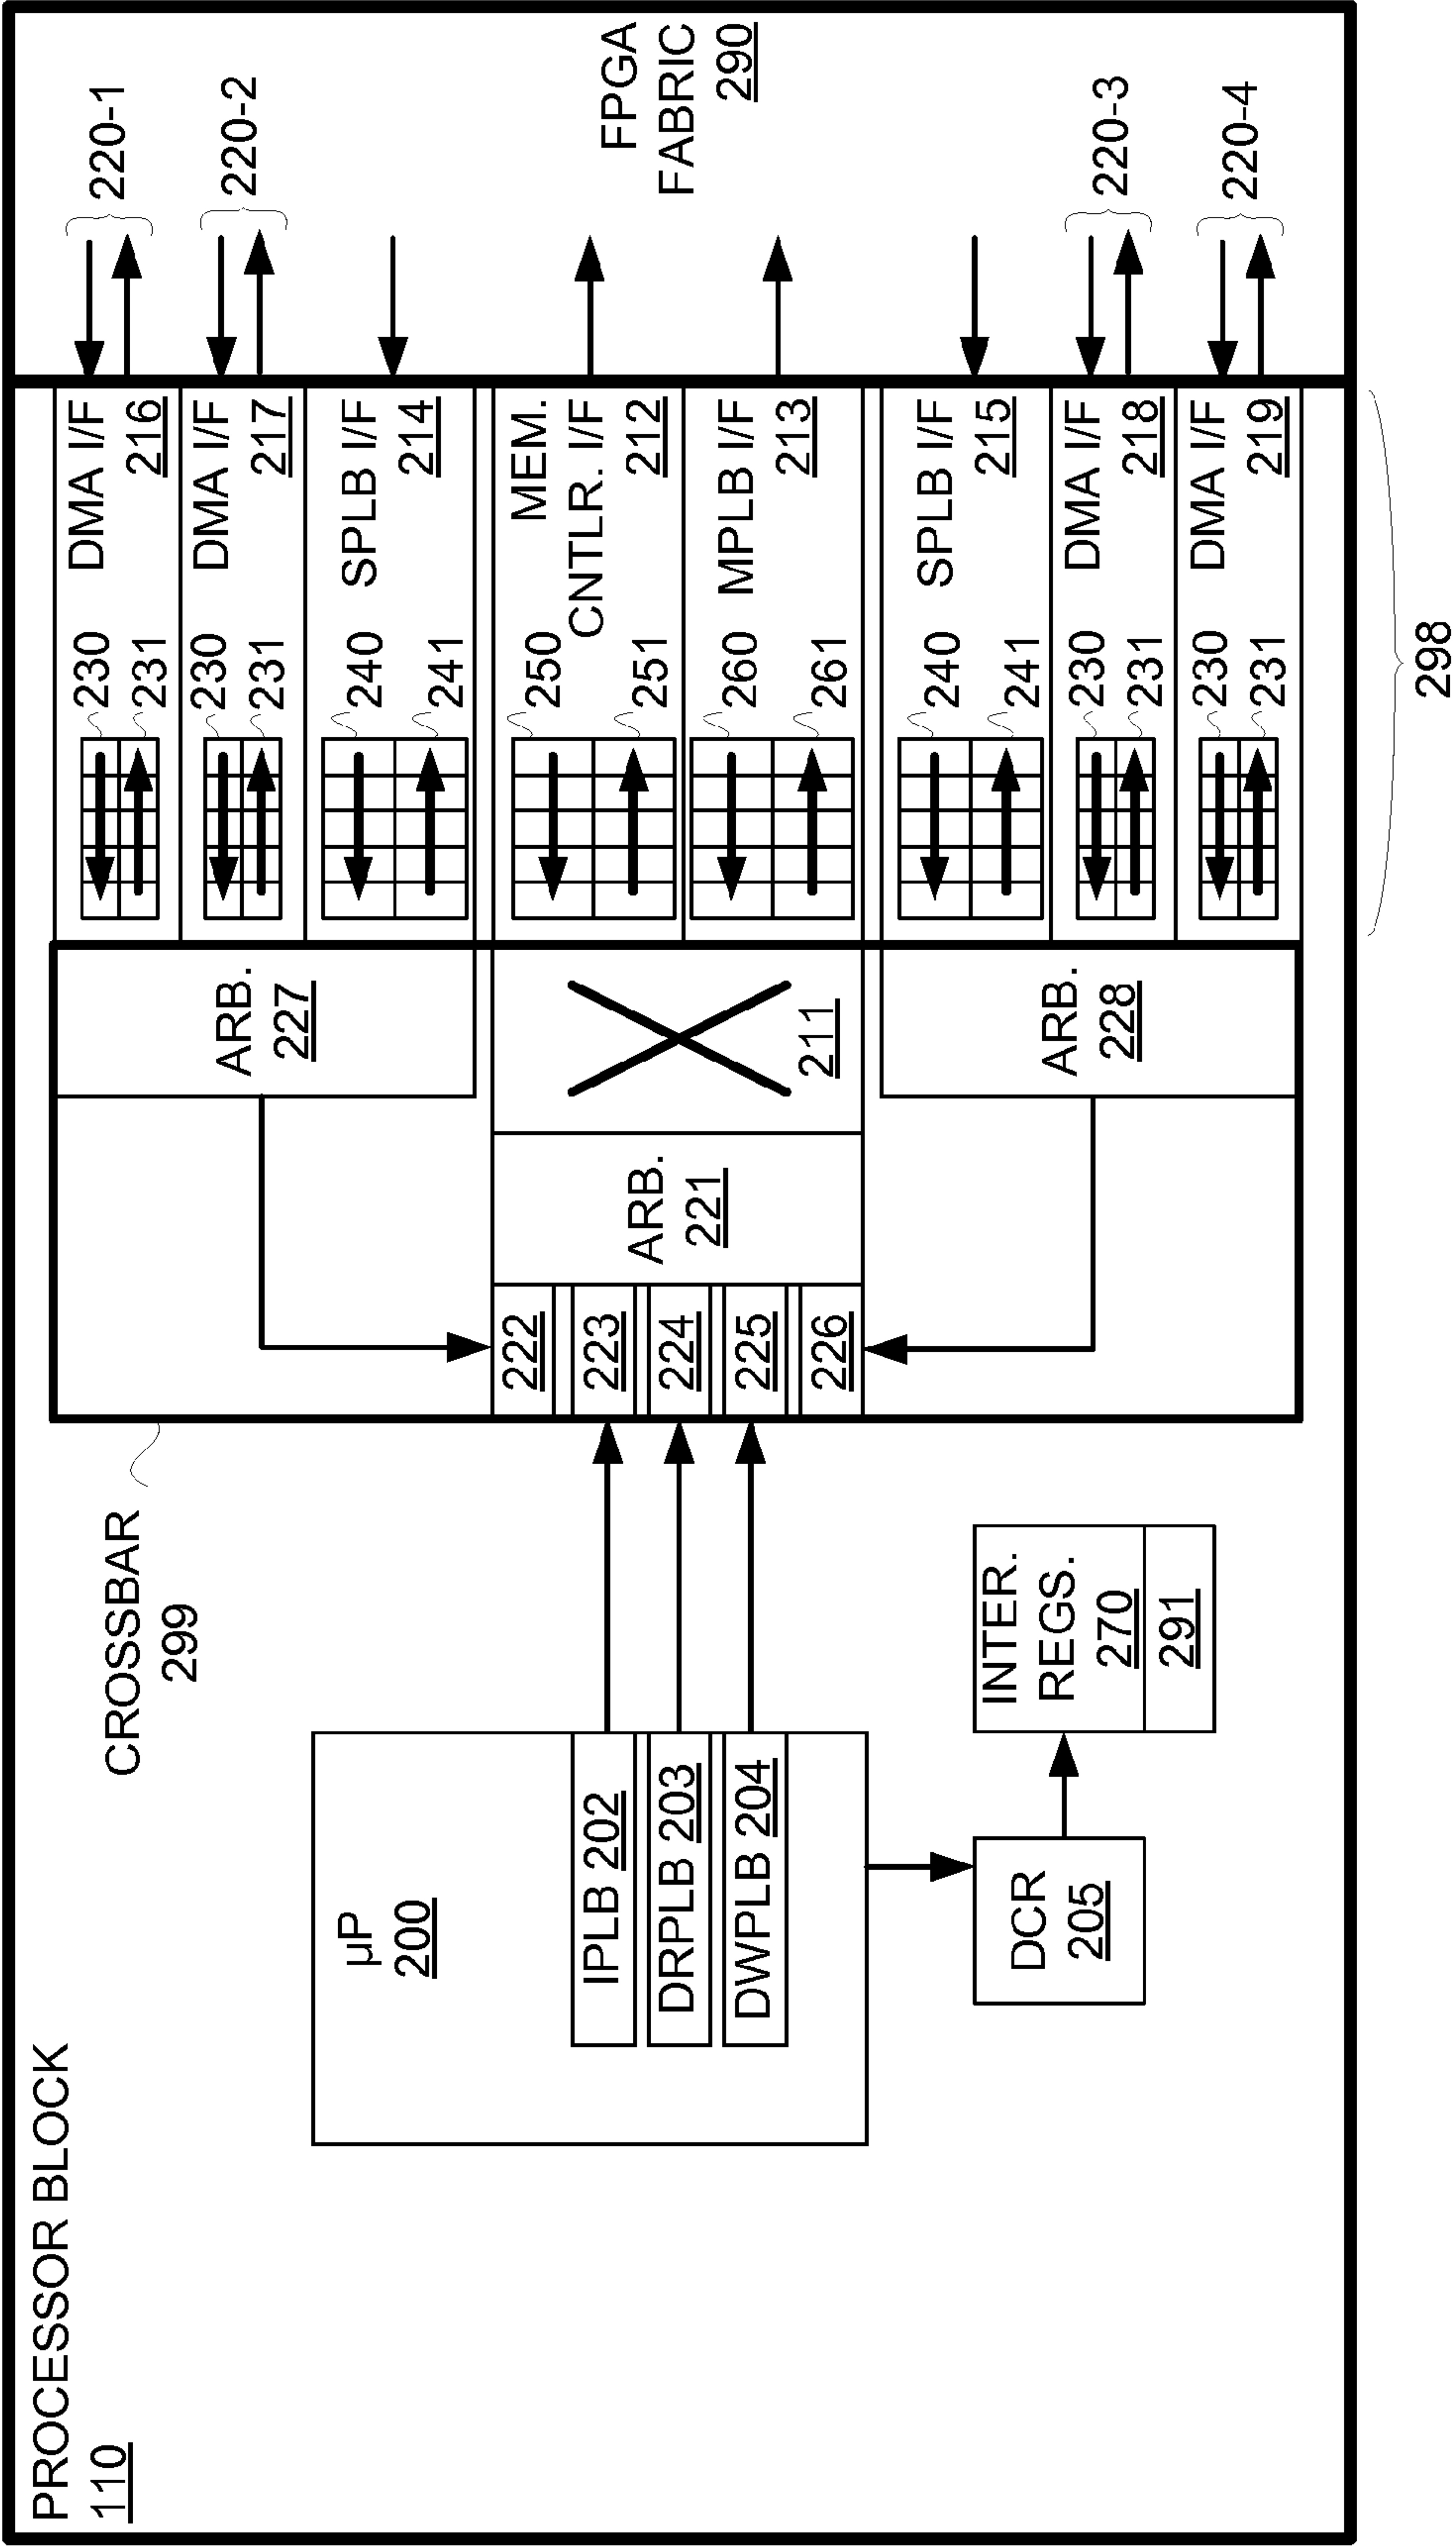 PROCESSOR BLOCK
110
CROSSBAR
299
µP
200
IPLB 202
DRPLB 203
DWPLB 204
DCR
205
INTER.
REGS.
270
291
ARB.
227
222
223
224
225
226
ARB.
221
211
ARB.
228
230
231
DMA I/F
216
230
231
DMA I/F
217
240
241
SPLB I/F
214
250
251
MEM.
CNTLR. I/F
212
260
261
MPLB I/F
213
240
241
SPLB I/F
215
230
231
DMA I/F
218
230
231
DMA I/F
219
298
220-1
220-2
FPGA
FABRIC
290
220-3
220-4